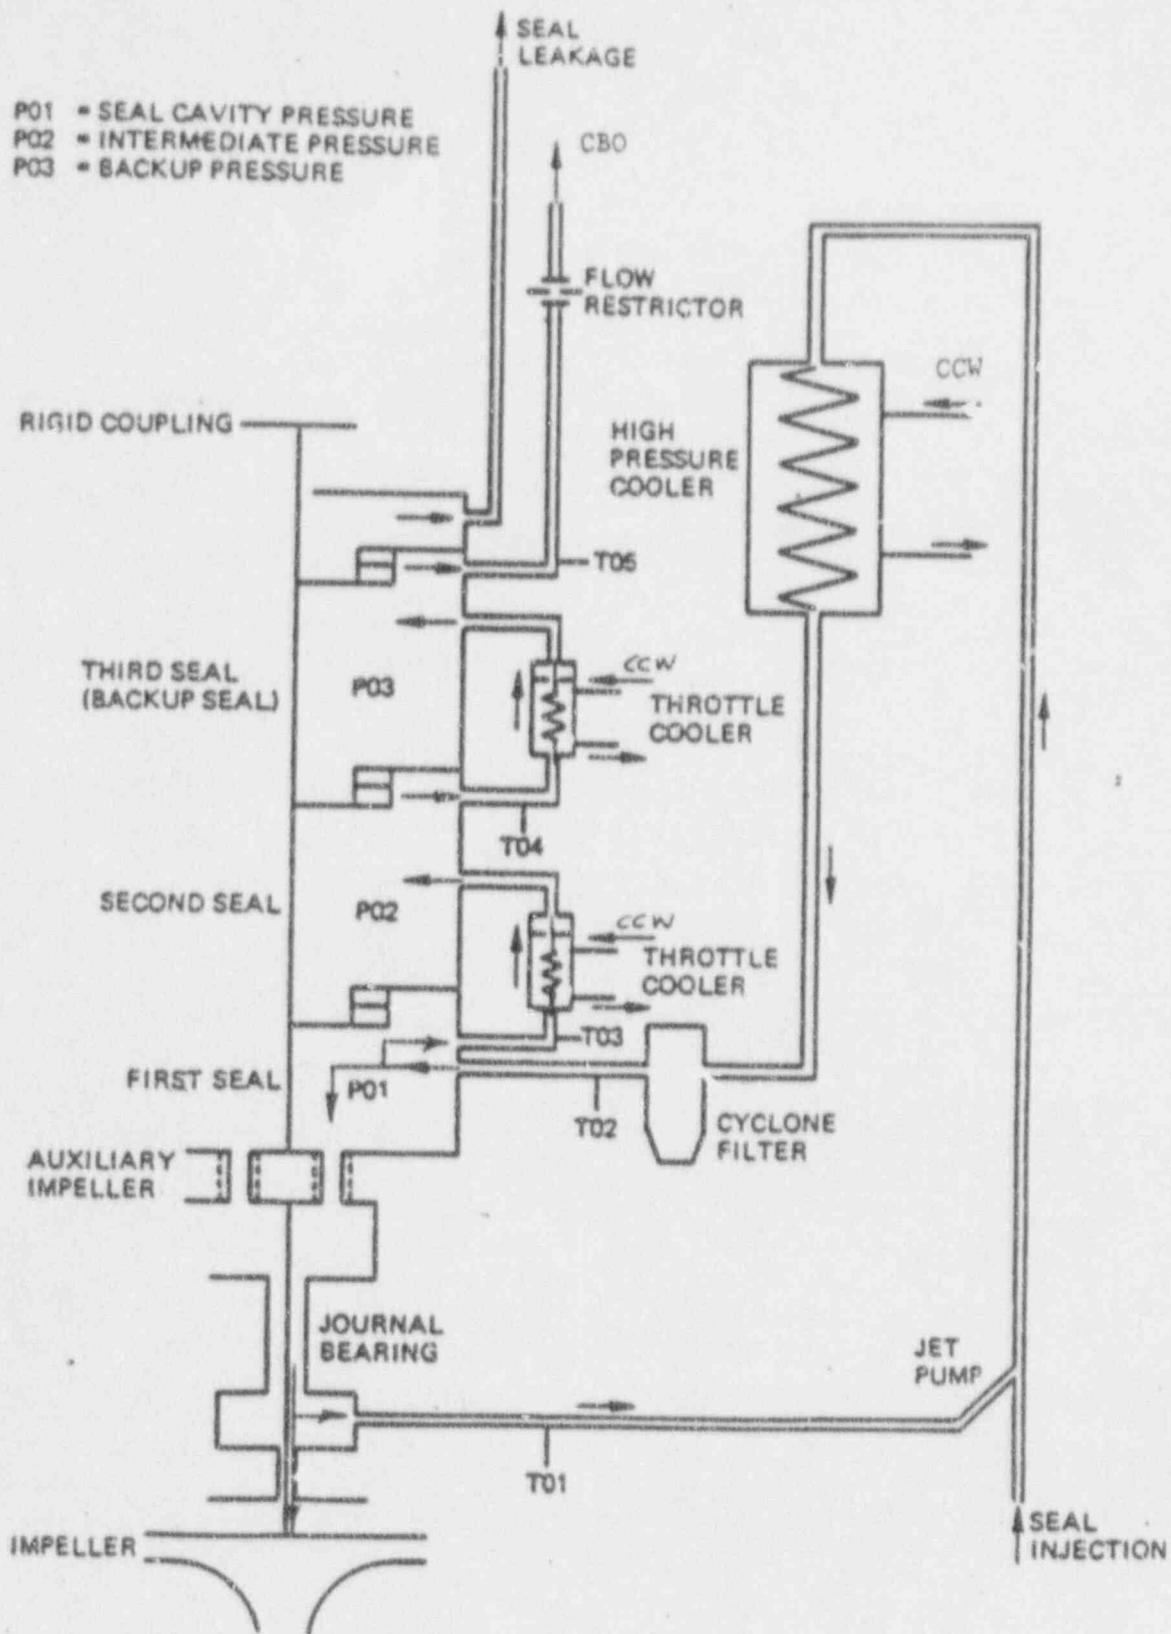 SEAL
LEAKAGE
P01 = SEAL CAVITY PRESSURE
P02 = INTERMEDIATE PRESSURE
P03 = BACKUP PRESSURE
CBO
FLOW
RESTRICTOR
CCW
RIGID COUPLING
HIGH
PRESSURE
COOLER
T05
THIRD SEAL
(BACKUP SEAL)
P03
CCW
THROTTLE
COOLER
T04
SECOND SEAL
P02
CCW
THROTTLE
COOLER
T03
FIRST SEAL
P01
T02
CYCLONE
FILTER
AUXILIARY
IMPELLER
JOURNAL
BEARING
JET
PUMP
T01
IMPELLER
SEAL
INJECTION